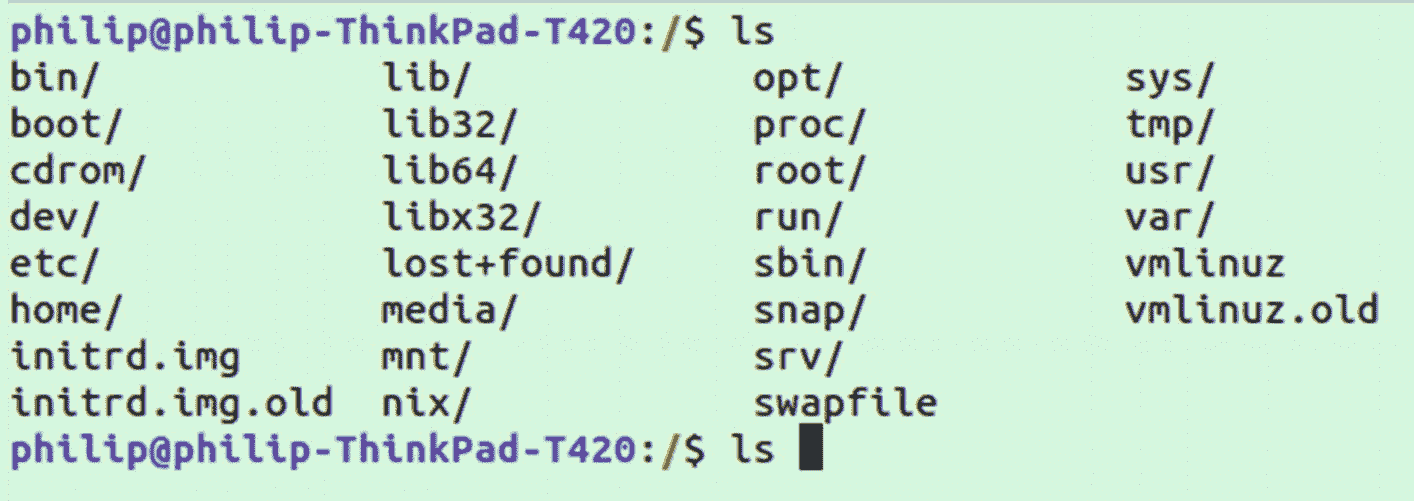 philip@philip-ThinkPad-T420:/$ ls
bin/ lib/ opt/ sys/
boot/ lib32/ proc/ tmp/
cdrom/ lib64/ root/ usr/
dev/ libx32/ run/ var/
etc/ lost+found/ sbin/ vmlinuz
home/ media/ snap/ vmlinuz.old
initrd.img mnt/ srv/
initrd.img.old nix/ swapfile
philip@philip-ThinkPad-T420:/$ ls